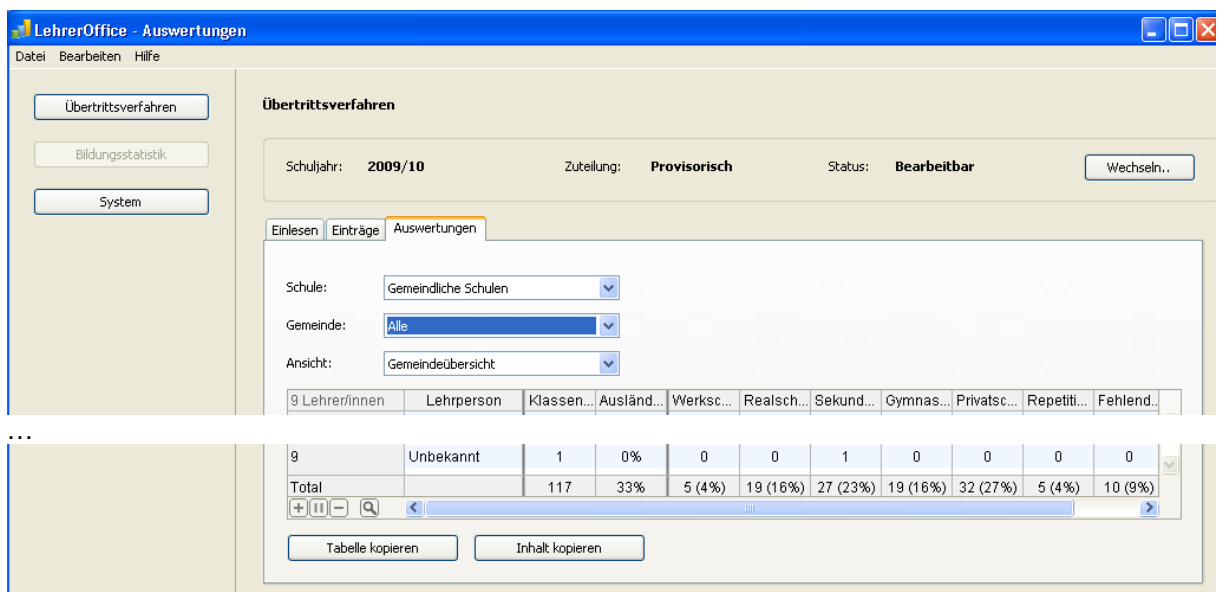 LehrerOffice - Auswertungen
Datei Bearbeiten Hilfe
Übertrittsverfahren
Bildungsstatistik
System
Übertrittsverfahren
Schuljahr: 2009/10 Zuteilung: Provisorisch Status: Bearbeitbar Wechseln..
Einlesen Einträge Auswertungen
Schule: Gemeindliche Schulen
Gemeinde: Alle
Ansicht: Gemeindeübersicht
9 Lehrer/innen Lehrperson Klassen... Ausländ... Werksc... Realsch... Sekund... Gymnas... Privatsc... Repetiti... Fehlend..
...
9 Unbekannt 1 0% 0 0 1 0 0 0 0
Total 117 33% 5 (4%) 19 (16%) 27 (23%) 19 (16%) 32 (27%) 5 (4%) 10 (9%)
Tabelle kopieren Inhalt kopieren